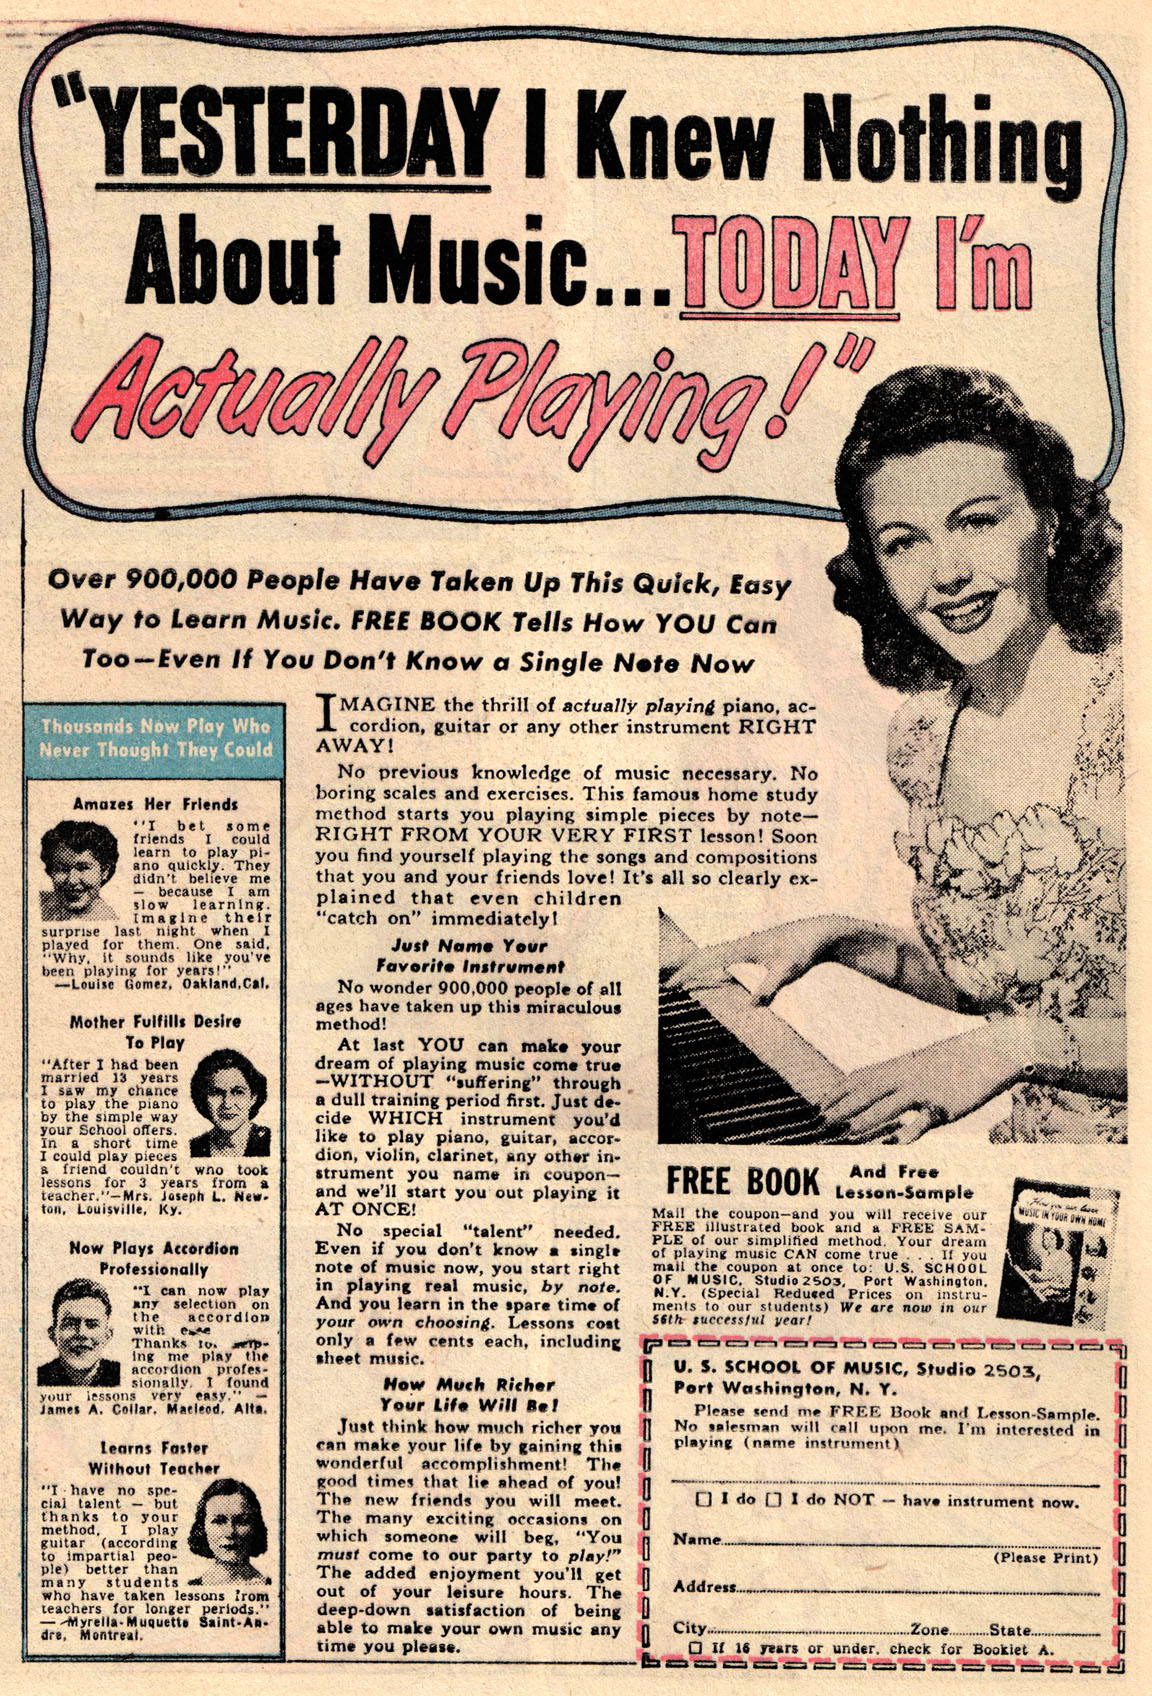 "YESTERDAY I Knew Nothing
About Music...TODAY I'm
Actually Playing!"
Over 900,000 People Have Taken Up This Quick, Easy
Way to Learn Music. FREE BOOK Tells How YOU Can
Too—Even If You Don't Know a Single Note Now
Thousands Now Play Who
Never Thought They Could
Amazes Her Friends
"I bet some
friends I could
learn to play pi-
ano quickly. They
didn't believe me
— because I am
slow learning.
Imagine their
surprise last night when I
played for them. One said,
"Why, it sounds like you've
been playing for years!"
—Louise Gomez, Oakland,Cal.
Mother Fulfills Desire
To Play
"After I had been
married 13 years
I saw my chance
to play the piano
by the simple way
your School offers.
In a short time
I could play pieces
a friend couldn't who took
lessons for 3 years from a
teacher."—Mrs. Joseph L. New-
ton, Louisville, Ky.
Now Plays Accordion
Professionally
"I can now play
any selection on
the accordion
with
Thanks
ing me play the
accordion profes-
sionally. I found
your lessons very easy." —
James A. Collar, Macleod, Alta.
Learns Faster
Without Teacher
"I have no spe-
cial talent — but
thanks to your
method, I play
guitar (according
to impartial peo-
ple) better than
many students
who have taken lessons from
teachers for longer periods."
— Myrella-Muquette Saint-An-
dre, Montreal.
IMAGINE the thrill of actually playing piano, ac-
cordion, guitar or any other instrument RIGHT
AWAY!
No previous knowledge of music necessary. No
boring scales and exercises. This famous home study
method starts you playing simple pieces by note—
RIGHT FROM YOUR VERY FIRST lesson! Soon
you find yourself playing the songs and compositions
that you and your friends love! It's all so clearly ex-
plained that even children
"catch on" immediately!
Just Name Your
Favorite Instrument
No wonder 900,000 people of all
ages have taken up this miraculous
method!
At last YOU can make your
dream of playing music come true
—WITHOUT "suffering" through
a dull training period first. Just de-
cide WHICH instrument you'd
like to play piano, guitar, accor-
dion, violin, clarinet, any other in-
strument you name in coupon—
and we'll start you out playing it
AT ONCE!
No special "talent" needed.
Even if you don't know a single
note of music now, you start right
in playing real music, by note.
And you learn in the spare time of
your own choosing. Lessons cost
only a few cents each, including
sheet music.
How Much Richer
Your Life Will Be!
Just think how much richer you
can make your life by gaining this
wonderful accomplishment! The
good times that lie ahead of you!
The new friends you will meet.
The many exciting occasions on
which someone will beg, "You
must come to our party to play!"
The added enjoyment you'll get
out of your leisure hours. The
deep-down satisfaction of being
able to make your own music any
time you please.
FREE BOOK And Free
Lesson-Sample
Mail the coupon—and you will receive our
FREE illustrated book and a FREE SAM-
PLE of our simplified method. Your dream
of playing music CAN come true . . . If you
mail the coupon at once to: U.S. SCHOOL
OF MUSIC, Studio 2503, Port Washington,
N.Y. (Special Reduced Prices on instru-
ments to our students) We are now in our
56th successful year!
How you can learn
MUSIC IN YOUR OWN HOME
U. S. SCHOOL OF MUSIC, Studio 2503,
Port Washington, N. Y.
Please send me FREE Book and Lesson-Sample.
No salesman will call upon me. I'm interested in
playing (name instrument)
☐ I do ☐ I do NOT — have instrument now.
Name
(Please Print)
Address
City Zone State
☐ If 16 years or under, check for Booklet A.